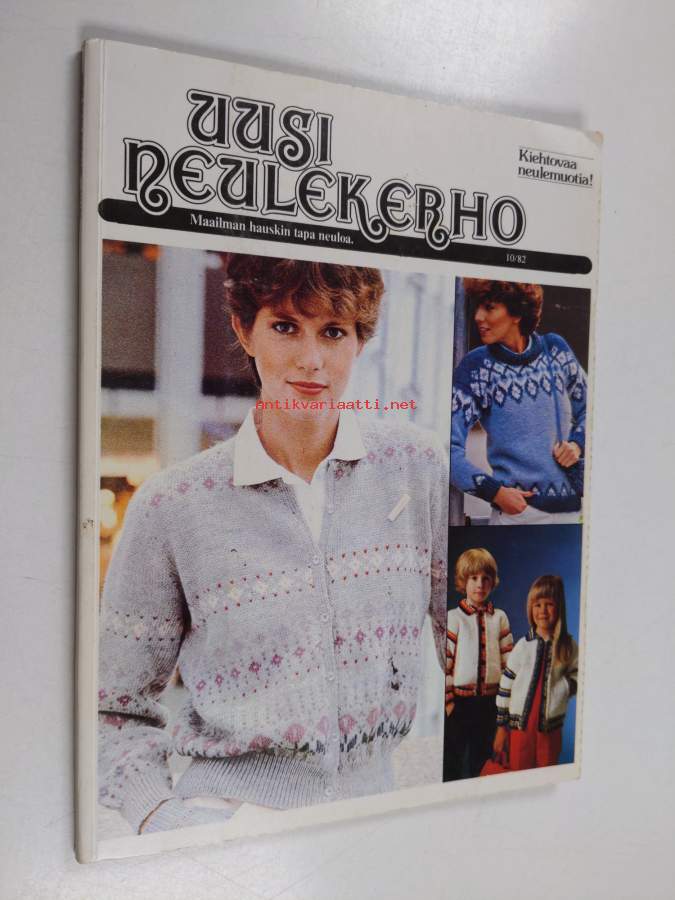 UUSI
NEULEKERHO
Kiehtovaa
neulemuotia!
Maailman hauskin tapa neuloa.
10/82
antikvariaatti.net